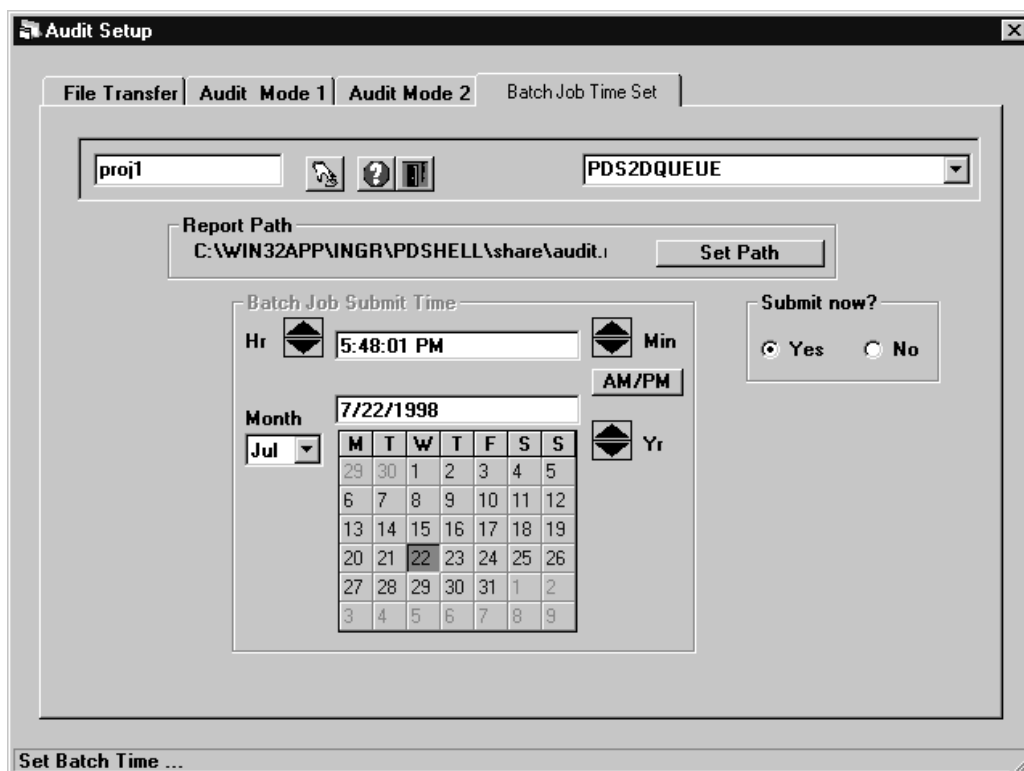 Audit Setup
File Transfer Audit Mode 1 Audit Mode 2 Batch Job Time Set
proj1 PDS2DQUEUE
Report Path
C:\WIN32APP\INGR\PDSHELL\share\audit. Set Path
Batch Job Submit Time
Submit now?
Hr 5:48:01 PM Min
Yes No
AM/PM
7/22/1998
Month
Jul
Yr
M T W T F S S
29 30 1 2 3 4 5
6 7 8 9 10 11 12
13 14 15 16 17 18 19
20 21 22 23 24 25 26
27 28 29 30 31 1 2
3 4 5 6 7 8 9
Set Batch Time ...